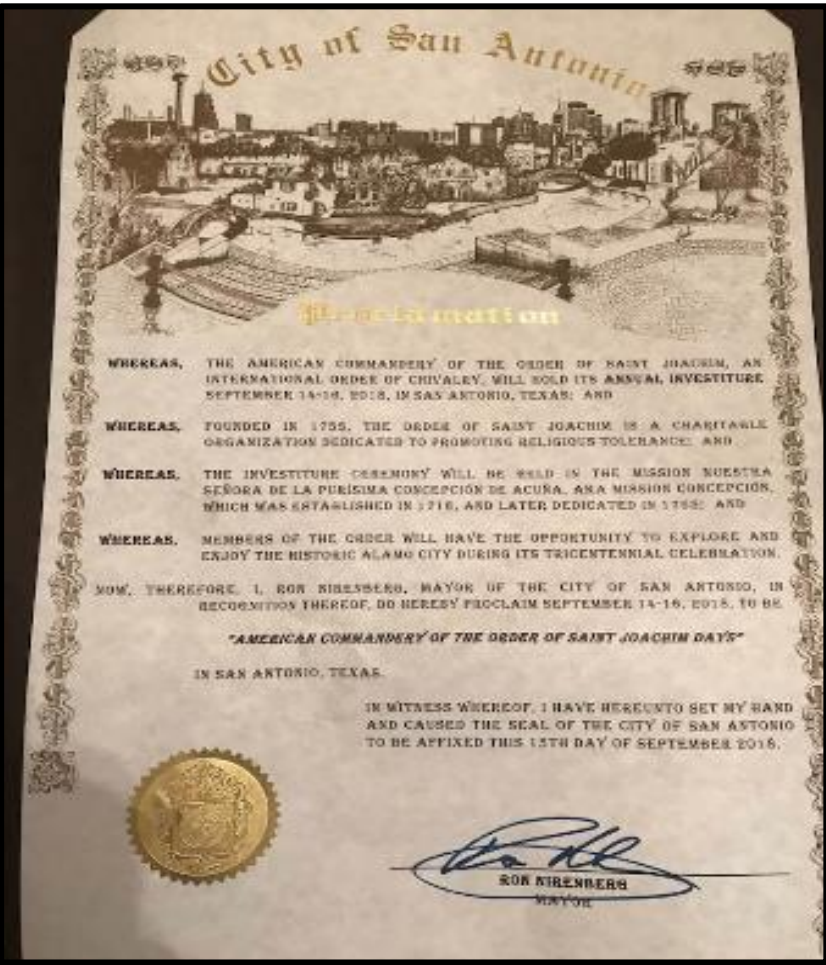 City of San Antonio
Proclamation
WHEREAS, THE AMERICAN COMMANDERY OF THE ORDER OF SAINT JOACHIM, AN
INTERNATIONAL ORDER OF CHIVALRY, WILL HOLD ITS ANNUAL INVESTITURE
SEPTEMBER 14-16, 2018, IN SAN ANTONIO, TEXAS; AND
WHEREAS, FOUNDED IN 1755, THE ORDER OF SAINT JOACHIM IS A CHARITABLE
ORGANIZATION DEDICATED TO PROMOTING RELIGIOUS TOLERANCE; AND
WHEREAS, THE INVESTITURE CEREMONY WILL BE HELD IN THE MISSION NUESTRA
SEÑORA DE LA PURÍSIMA CONCEPCIÓN DE ACUÑA, AKA MISSION CONCEPCIÓN,
WHICH WAS ESTABLISHED IN 1716, AND LATER DEDICATED IN 1755; AND
WHEREAS, MEMBERS OF THE ORDER WILL HAVE THE OPPORTUNITY TO EXPLORE AND
ENJOY THE HISTORIC ALAMO CITY DURING ITS TRICENTENNIAL CELEBRATION.
NOW, THEREFORE, I, RON NIRENBERG, MAYOR OF THE CITY OF SAN ANTONIO, IN
RECOGNITION THEREOF, DO HEREBY PROCLAIM SEPTEMBER 14-16, 2018, TO BE
"AMERICAN COMMANDERY OF THE ORDER OF SAINT JOACHIM DAYS"
IN SAN ANTONIO, TEXAS.
IN WITNESS WHEREOF, I HAVE HEREUNTO SET MY HAND
AND CAUSED THE SEAL OF THE CITY OF SAN ANTONIO
TO BE AFFIXED THIS 15TH DAY OF SEPTEMBER 2018.
RON NIRENBERG
MAYOR